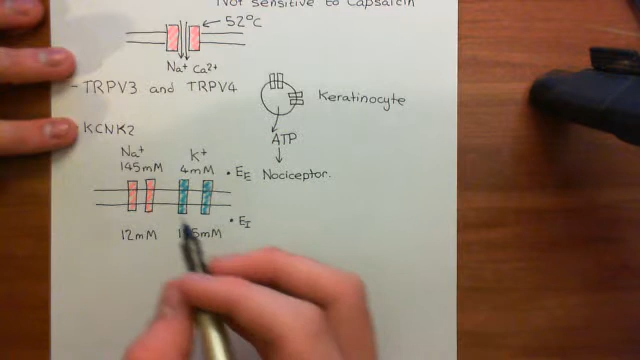 Not sensitive to Capsaicin
52°C
Na+ Ca2+
- TRPV3 and TRPV4
Keratinocyte
ATP
Nociceptor.
KCNK2
Na+ K+
145mM 4mM • EE
• EI
12mM